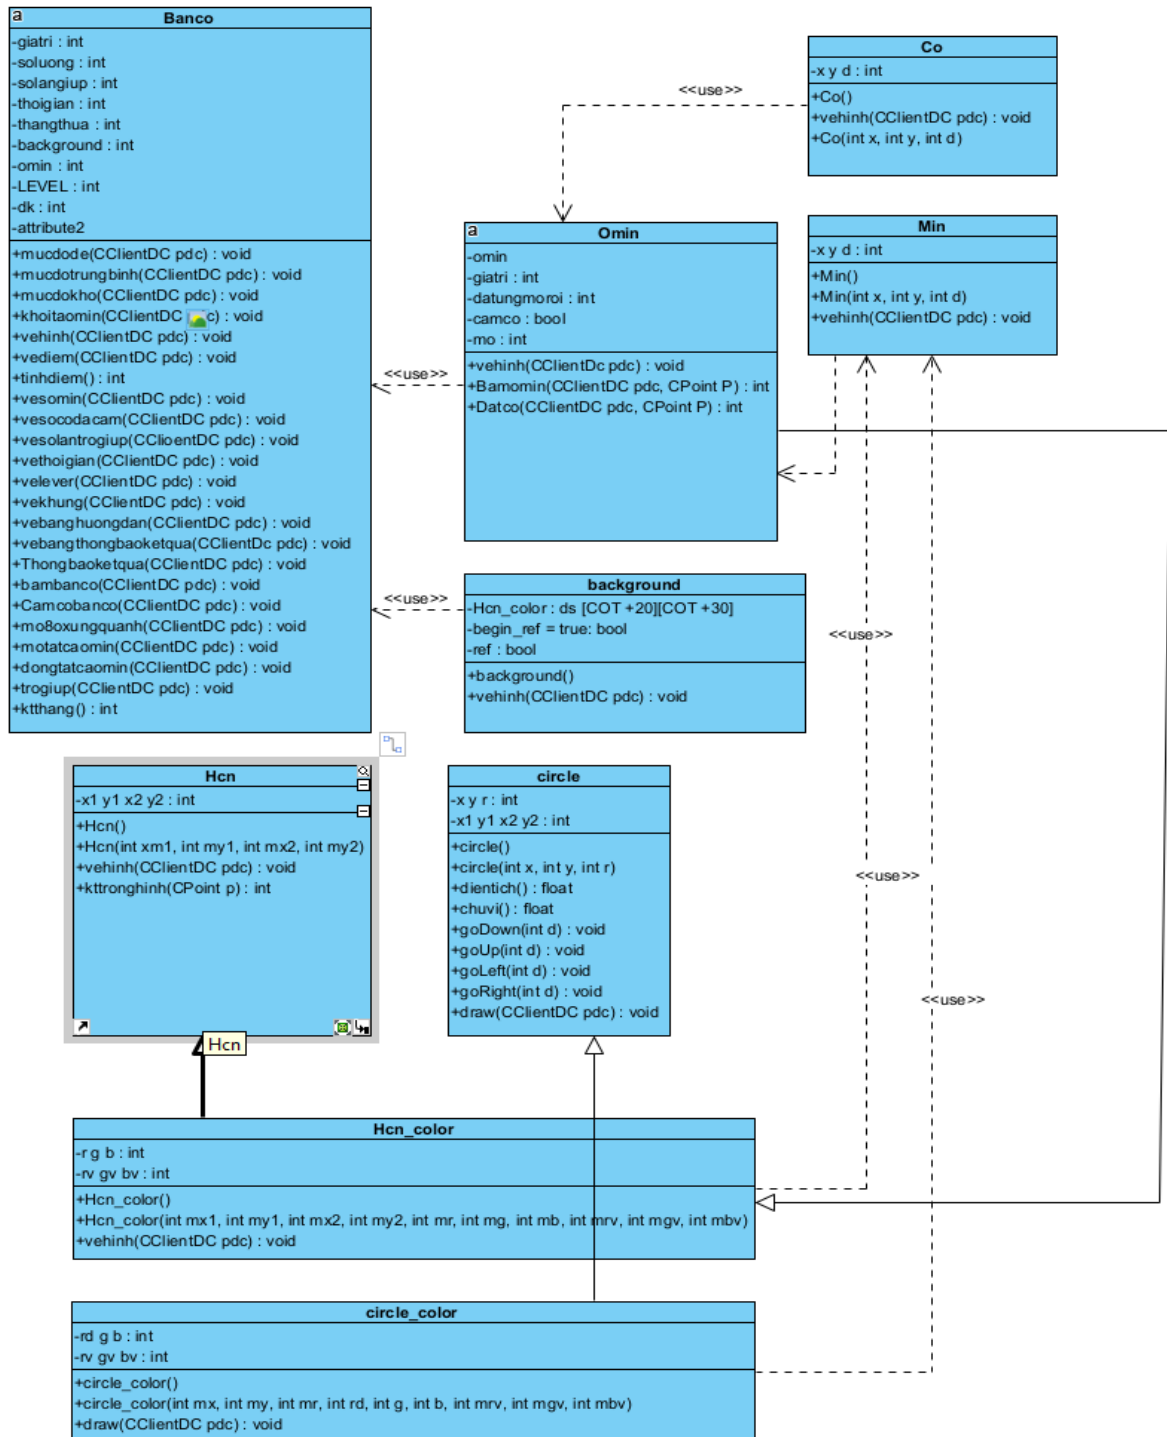 a
Banco
-giatri : int
-soluong : int
-solangiup : int
-thoigian : int
-thangthua : int
-background : int
-omin : int
-LEVEL : int
-dk : int
-attribute2
+mucdode(CClientDC pdc) : void
+mucdotrungbinh(CClientDC pdc) : void
+mucdokho(CClientDC pdc) : void
+khoitaomin(CClientDC c) : void
+vehinh(CClientDC pdc) : void
+vediem(CClientDC pdc) : void
+tinhdiem() : int
+vesomin(CClientDC pdc) : void
+vesocodacam(CClientDC pdc) : void
+vesolantrogiup(CClioentDC pdc) : void
+vethoigian(CClientDC pdc) : void
+velever(CClientDC pdc) : void
+vekhung(CClientDC pdc) : void
+vebanghuongdan(CClientDC pdc) : void
+vebangthongbaoketqua(CClientDc pdc) : void
+Thongbaoketqua(CClientDC pdc) : void
+bambanco(CClientDC pdc) : void
+Camcobanco(CClientDC pdc) : void
+mo8oxungquanh(CClientDC pdc) : void
+motatcaomin(CClientDC pdc) : void
+dongtatcaomin(CClientDC pdc) : void
+trogiup(CClientDC pdc) : void
+ktthang() : int
<<use>>
Co
-x y d : int
+Co()
+vehinh(CClientDC pdc) : void
+Co(int x, int y, int d)
a
Omin
-omin
-giatri : int
-datungmoroi : int
-camco : bool
-mo : int
+vehinh(CClientDc pdc) : void
+Bamomin(CClientDC pdc, CPoint P) : int
+Datco(CClientDC pdc, CPoint P) : int
<<use>>
Min
-x y d : int
+Min()
+Min(int x, int y, int d)
+vehinh(CClientDC pdc) : void
background
-Hcn_color : ds [COT +20][COT +30]
-begin_ref = true: bool
-ref : bool
+background()
+vehinh(CClientDC pdc) : void
<<use>>
<<use>>
<<use>>
<<use>>
Hcn
-x1 y1 x2 y2 : int
+Hcn()
+Hcn(int xm1, int my1, int mx2, int my2)
+vehinh(CClientDC pdc) : void
+kttronghinh(CPoint p) : int
Hcn
circle
-x y r : int
-x1 y1 x2 y2 : int
+circle()
+circle(int x, int y, int r)
+dientich() : float
+chuvi() : float
+goDown(int d) : void
+goUp(int d) : void
+goLeft(int d) : void
+goRight(int d) : void
+draw(CClientDC pdc) : void
Hcn_color
-r g b : int
-rv gv bv : int
+Hcn_color()
+Hcn_color(int mx1, int my1, int mx2, int my2, int mr, int mg, int mb, int mrv, int mgv, int mbv)
+vehinh(CClientDC pdc) : void
circle_color
-rd g b : int
-rv gv bv : int
+circle_color()
+circle_color(int mx, int my, int mr, int rd, int g, int b, int mrv, int mgv, int mbv)
+draw(CClientDC pdc) : void